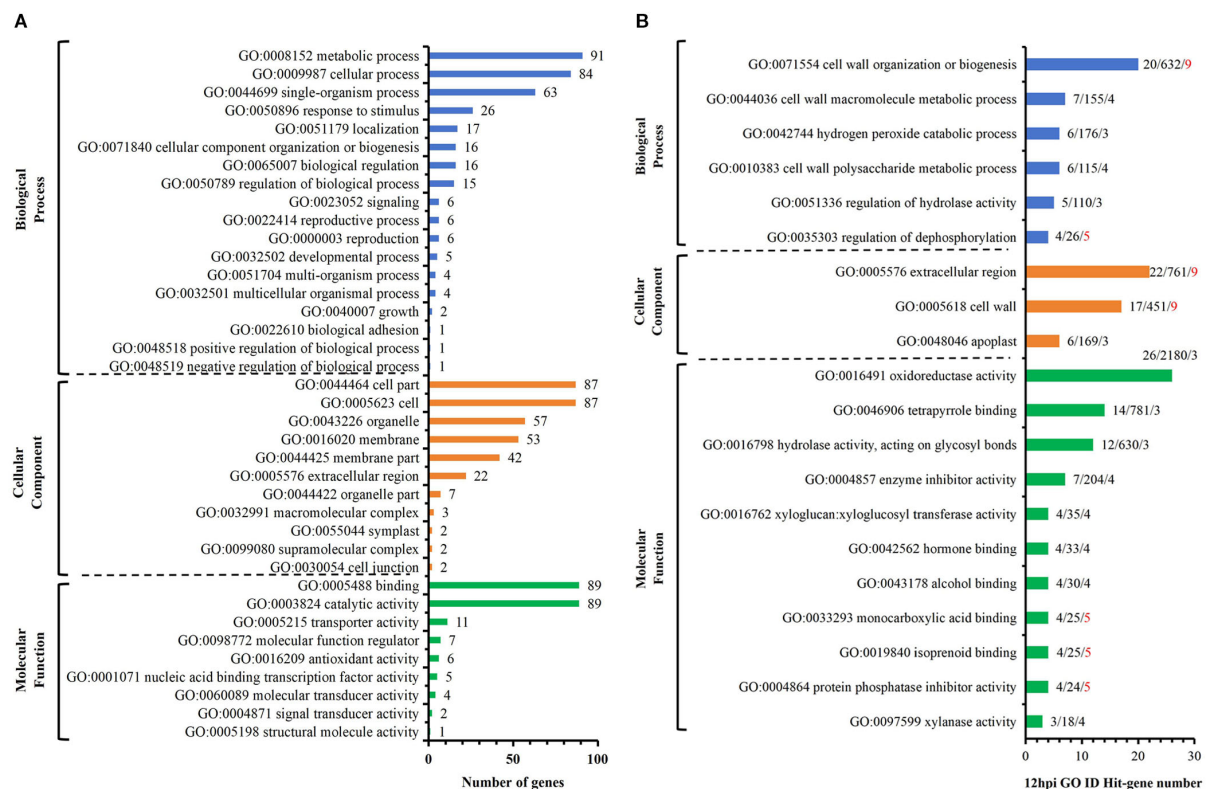 A
Biological
Process
GO:0008152 metabolic process 91
GO:0009987 cellular process 84
GO:0044699 single-organism process 63
GO:0050896 response to stimulus 26
GO:0051179 localization 17
GO:0071840 cellular component organization or biogenesis 16
GO:0065007 biological regulation 16
GO:0050789 regulation of biological process 15
GO:0023052 signaling 6
GO:0022414 reproductive process 6
GO:0000003 reproduction 6
GO:0032502 developmental process 5
GO:0051704 multi-organism process 4
GO:0032501 multicellular organismal process 4
GO:0040007 growth 2
GO:0022610 biological adhesion 1
GO:0048518 positive regulation of biological process 1
GO:0048519 negative regulation of biological process 1
Cellular
Component
GO:0044464 cell part 87
GO:0005623 cell 87
GO:0043226 organelle 57
GO:0016020 membrane 53
GO:0044425 membrane part 42
GO:0005576 extracellular region 22
GO:0044422 organelle part 7
GO:0032991 macromolecular complex 3
GO:0055044 symplast 2
GO:0099080 supramolecular complex 2
GO:0030054 cell junction 2
Molecular
Function
GO:0005488 binding 89
GO:0003824 catalytic activity 89
GO:0005215 transporter activity 11
GO:0098772 molecular function regulator 7
GO:0016209 antioxidant activity 6
GO:0001071 nucleic acid binding transcription factor activity 5
GO:0060089 molecular transducer activity 4
GO:0004871 signal transducer activity 2
GO:0005198 structural molecule activity 1
0 50 100
Number of genes
B
Biological
Process
GO:0071554 cell wall organization or biogenesis 20/632/9
GO:0044036 cell wall macromolecule metabolic process 7/155/4
GO:0042744 hydrogen peroxide catabolic process 6/176/3
GO:0010383 cell wall polysaccharide metabolic process 6/115/4
GO:0051336 regulation of hydrolase activity 5/110/3
GO:0035303 regulation of dephosphorylation 4/26/5
Cellular
Component
GO:0005576 extracellular region 22/761/9
GO:0005618 cell wall 17/451/9
GO:0048046 apoplast 6/169/3
Molecular
Function
26/2180/3
GO:0016491 oxidoreductase activity
GO:0046906 tetrapyrrole binding 14/781/3
GO:0016798 hydrolase activity, acting on glycosyl bonds 12/630/3
GO:0004857 enzyme inhibitor activity 7/204/4
GO:0016762 xyloglucan:xyloglucosyl transferase activity 4/35/4
GO:0042562 hormone binding 4/33/4
GO:0043178 alcohol binding 4/30/4
GO:0033293 monocarboxylic acid binding 4/25/5
GO:0019840 isoprenoid binding 4/25/5
GO:0004864 protein phosphatase inhibitor activity 4/24/5
GO:0097599 xylanase activity 3/18/4
0 10 20 30
12hpi GO ID Hit-gene number